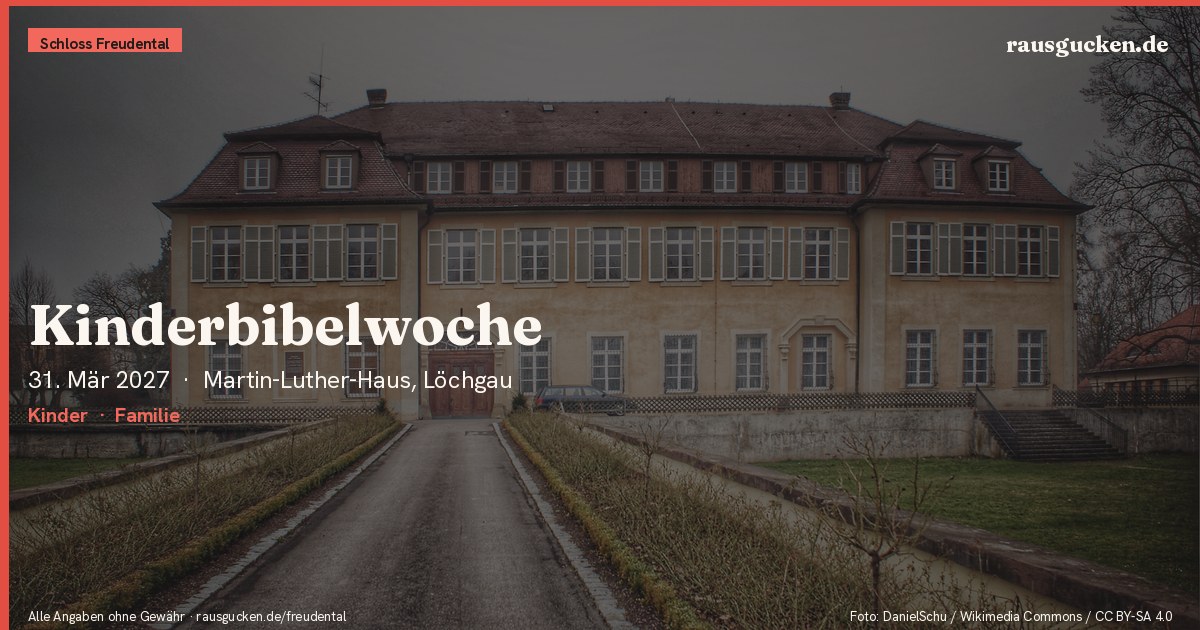 Schloss Freudental
rausgucken.de
Kinderbibelwoche
31. Mär 2027 · Martin-Luther-Haus, Löchgau
Kinder · Familie
Alle Angaben ohne Gewähr · rausgucken.de/freudental
Foto: DanielSchu / Wikimedia Commons / CC BY-SA 4.0